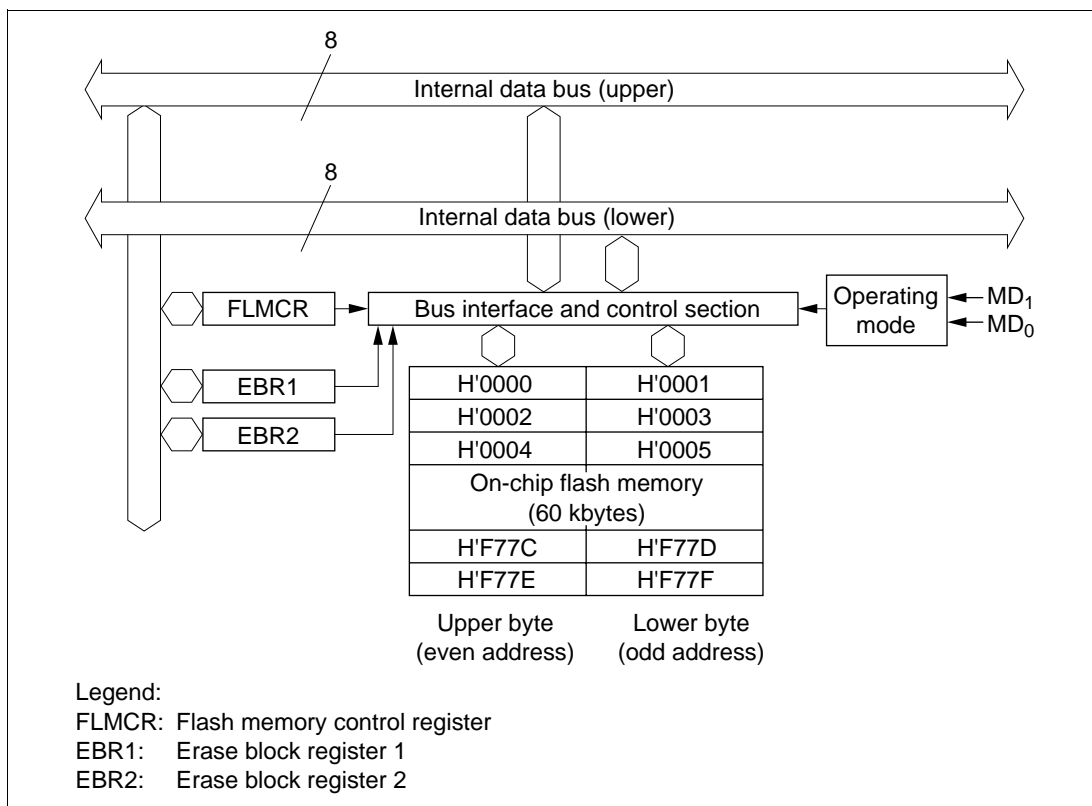 8
Internal data bus (upper)
8
Internal data bus (lower)
FLMCR
Bus interface and control section
Operating
mode
MD1
MD0
EBR1
EBR2
H'0000 H'0001
H'0002 H'0003
H'0004 H'0005
On-chip flash memory
(60 kbytes)
H'F77C H'F77D
H'F77E H'F77F
Upper byte
(even address)
Lower byte
(odd address)
Legend:
FLMCR: Flash memory control register
EBR1: Erase block register 1
EBR2: Erase block register 2